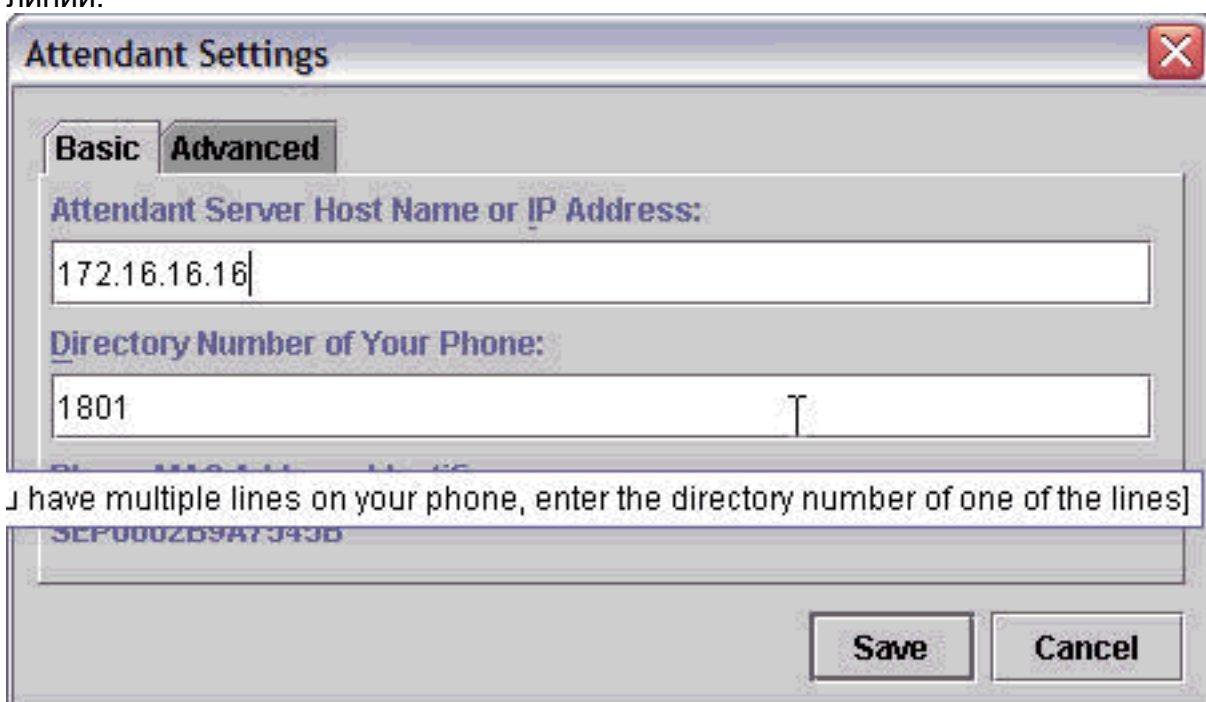 линий.
Attendant Settings
Basic Advanced
Attendant Server Host Name or IP Address:
172.16.16.16
Directory Number of Your Phone:
1801
have multiple lines on your phone, enter the directory number of one of the lines]
Save Cancel